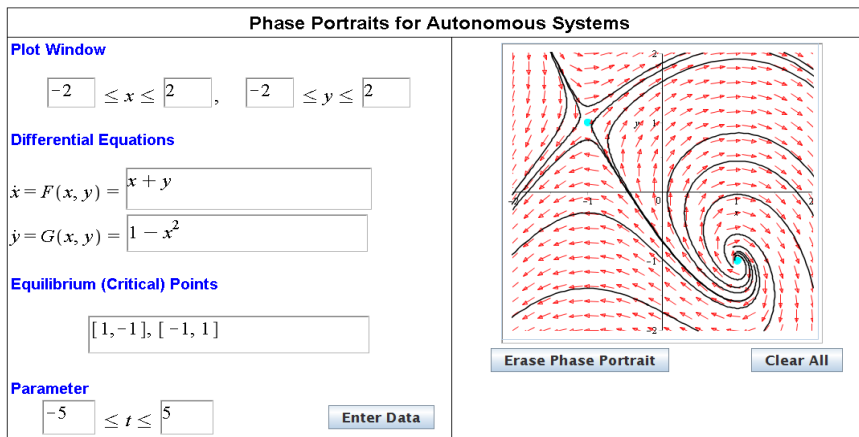 Phase Portraits for Autonomous Systems
Plot Window
-2 ≤ x ≤ 2 , -2 ≤ y ≤ 2
Differential Equations
ẋ = F(x, y) = x + y
ẏ = G(x, y) = 1 − x²
Equilibrium (Critical) Points
[1,−1], [−1, 1]
Parameter
-5 ≤ t ≤ 5
Enter Data
2
y 1
-2 -1 0 1 2
x
-1
-2
Erase Phase Portrait Clear All